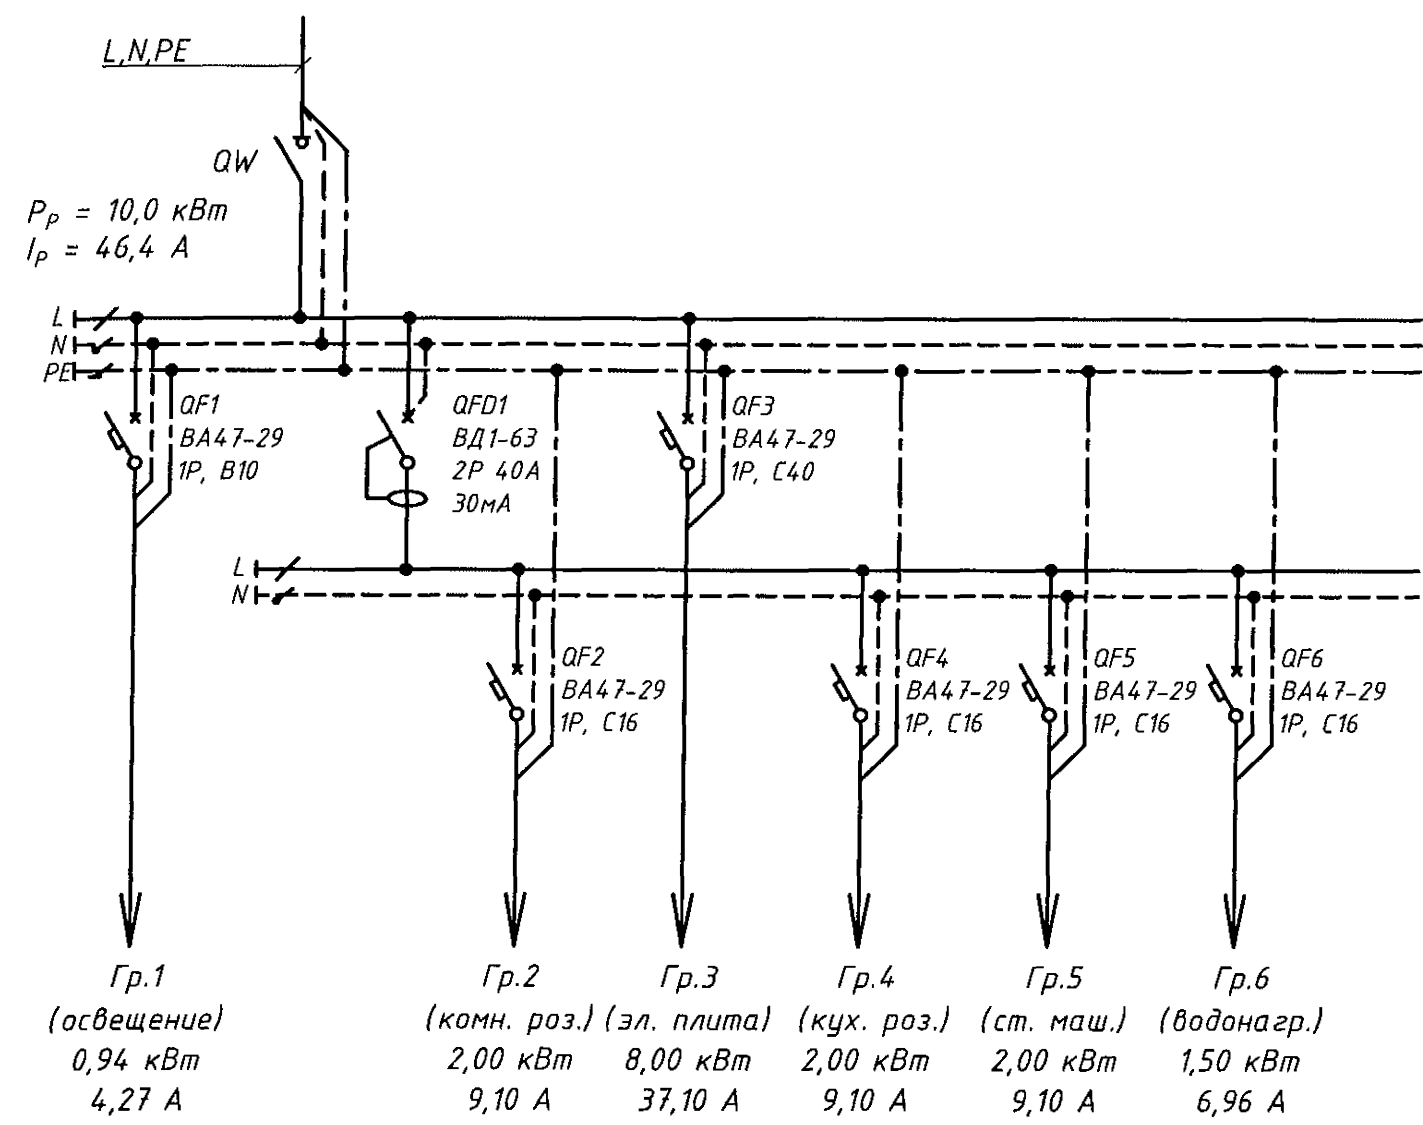 L,N,PE
QW
Pp = 10,0 кВт
Ip = 46,4 А
L
N
PE
QF1
ВА47-29
1Р, В10
QFD1
ВД1-63
2Р 40А
30мА
QF3
ВА47-29
1Р, С40
L
N
QF2
ВА47-29
1Р, С16
QF4
ВА47-29
1Р, С16
QF5
ВА47-29
1Р, С16
QF6
ВА47-29
1Р, С16
Гр.1
(освещение)
0,94 кВт
4,27 А
Гр.2
(комн. роз.)
2,00 кВт
9,10 А
Гр.3
(эл. плита)
8,00 кВт
37,10 А
Гр.4
(кух. роз.)
2,00 кВт
9,10 А
Гр.5
(ст. маш.)
2,00 кВт
9,10 А
Гр.6
(водонагр.)
1,50 кВт
6,96 А